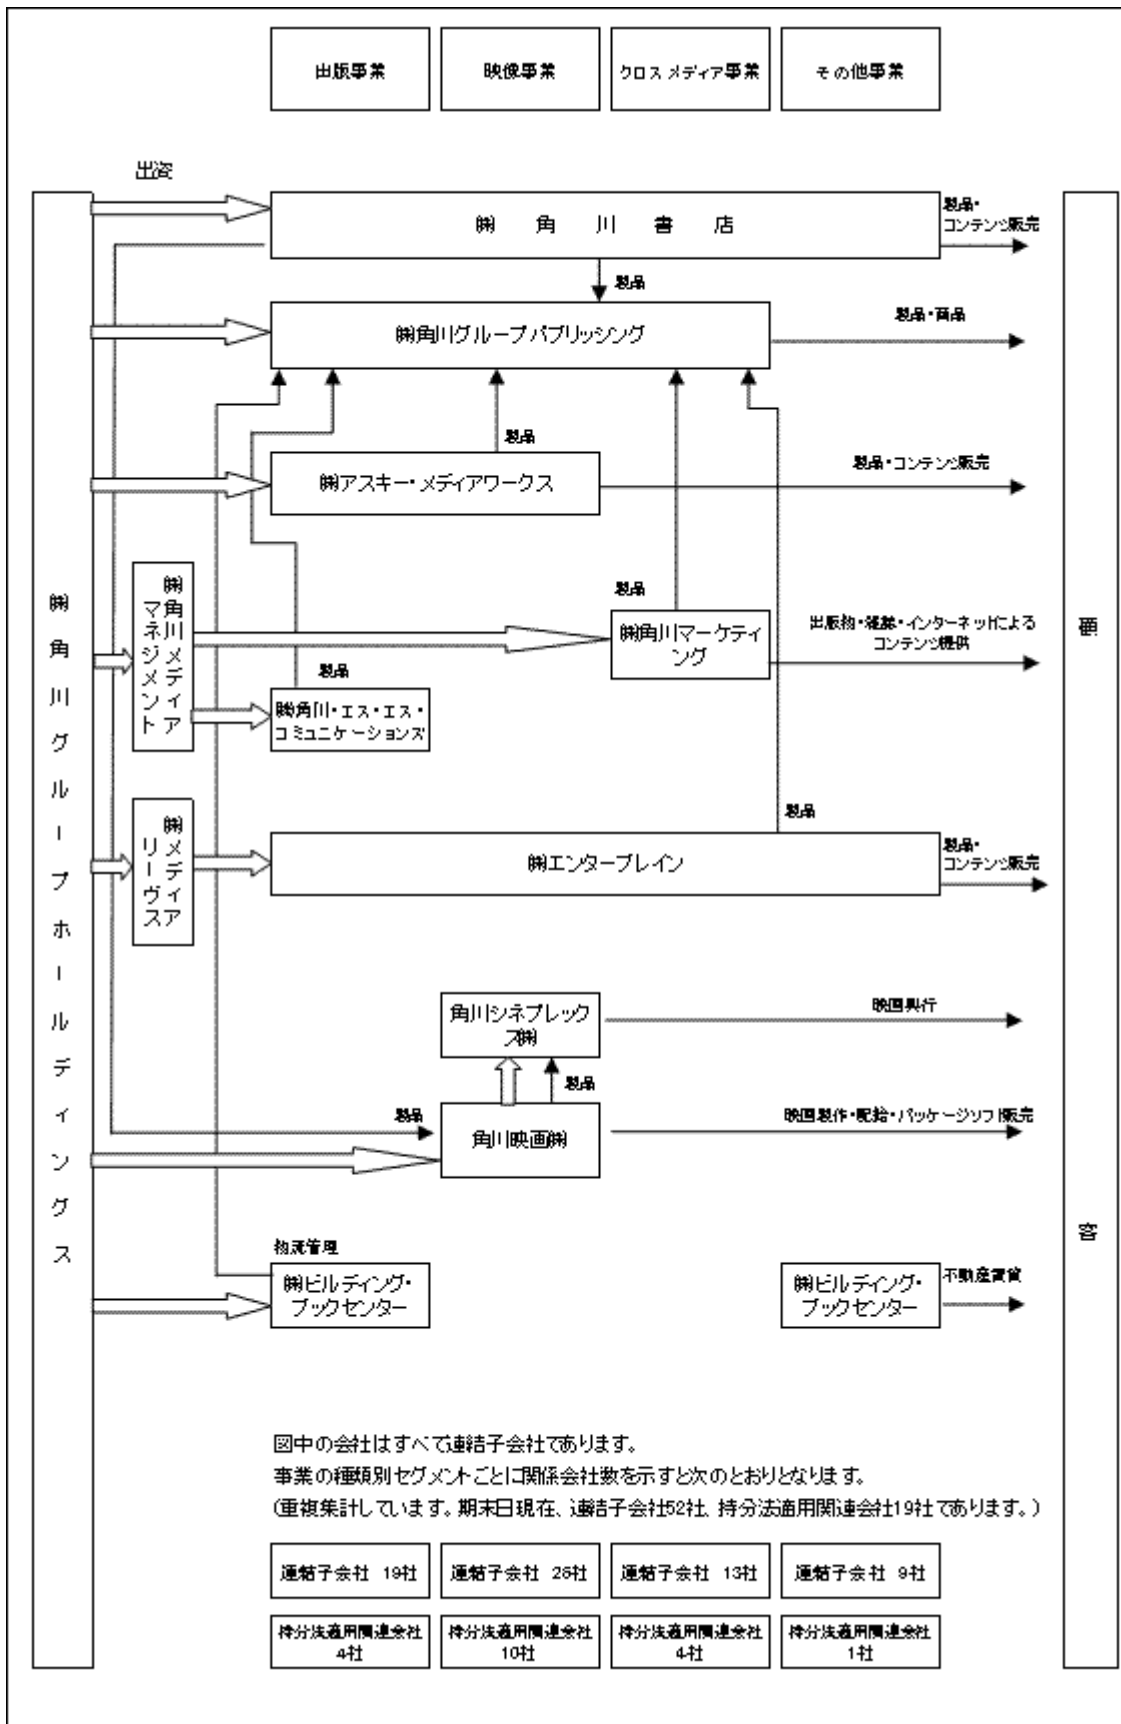 出版事業
映像事業
クロスメディア事業
その他事業
出資
㈱角川グループホールディングス
㈱角川書店
製品・
コンテンツ販売
製品
㈱角川グループパブリッシング
製品・商品
製品
㈱アスキー・メディアワークス
製品・コンテンツ販売
㈱角川メディア
マネジメント
製品
㈱角川マーケティ
ング
出版物・雑誌・インターネットによる
コンテンツ提供
製品
㈱角川・エス・エス・
コミュニケーションズ
㈱メディア
リーヴス
製品
㈱エンターブレイン
製品・
コンテンツ販売
角川シネプレック
ス㈱
映画興行
製品
製品
角川映画㈱
映画製作・配給・パッケージソフト販売
物流管理
㈱ビルディング・
ブックセンター
㈱ビルディング・
ブックセンター
不動産賃貸
顧客
図中の会社はすべて連結子会社であります。
事業の種類別セグメントごとに関係会社数を示すと次のとおりとなります。
(重複集計しています。期末日現在、連結子会社52社、持分法適用関連会社19社であります。)
連結子会社 19社
連結子会社 26社
連結子会社 13社
連結子会社 9社
持分法適用関連会社
4社
持分法適用関連会社
10社
持分法適用関連会社
4社
持分法適用関連会社
1社